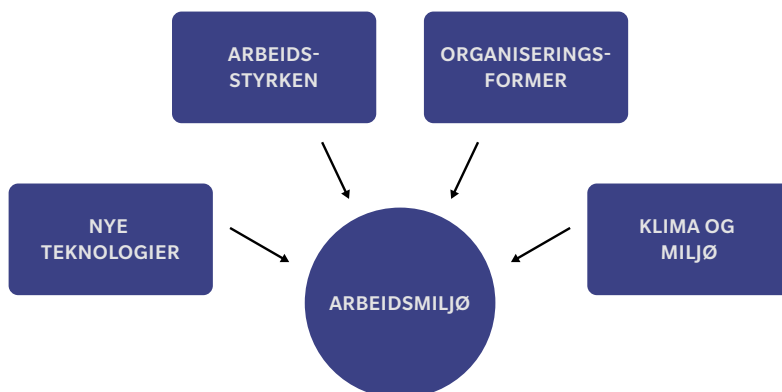 ARBEIDS-
STYRKEN
ORGANISERINGS-
FORMER
NYE
TEKNOLOGIER
KLIMA OG
MILJØ
ARBEIDSMILJØ